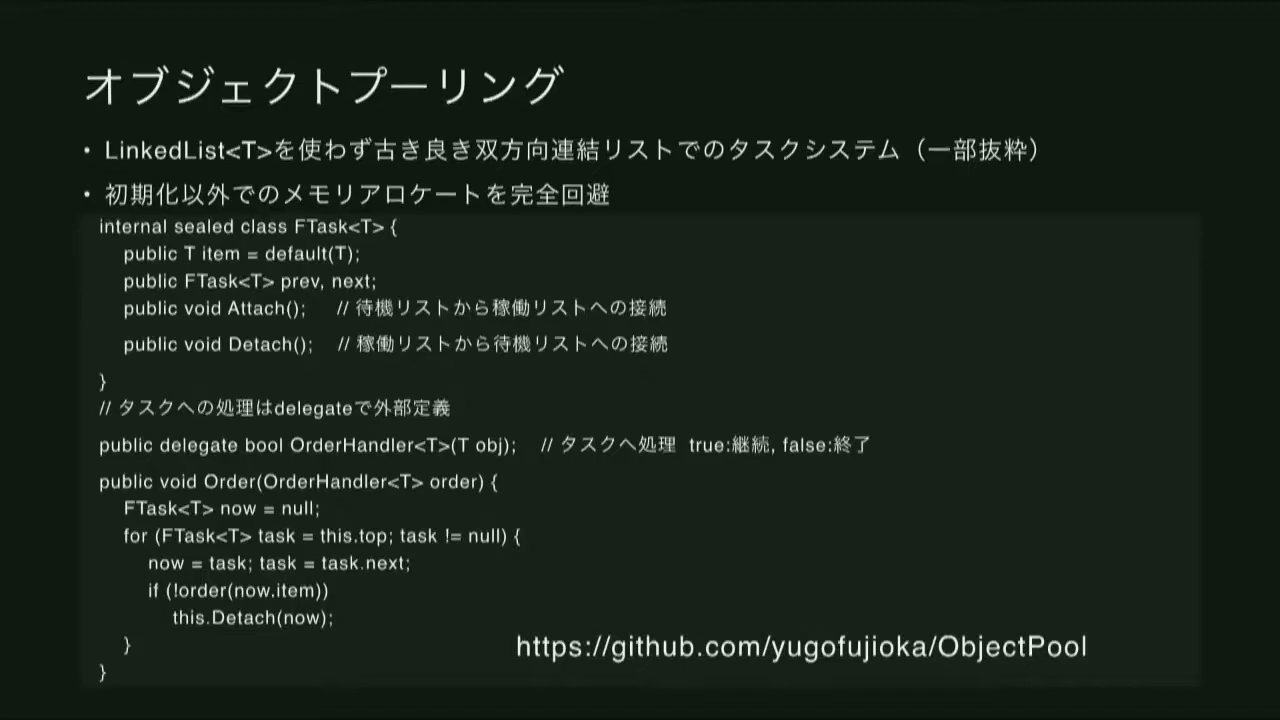 オブジェクトプーリング
• LinkedList<T>を使わず古き良き双方向連結リストでのタスクシステム（一部抜粋）
• 初期化以外でのメモリアロケートを完全回避
internal sealed class FTask<T> {
public T item = default(T);
public FTask<T> prev, next;
public void Attach(); // 待機リストから稼働リストへの接続
public void Detach(); // 稼働リストから待機リストへの接続
}
// タスクへの処理はdelegateで外部定義
public delegate bool OrderHandler<T>(T obj); // タスクへ処理 true:継続, false:終了
public void Order(OrderHandler<T> order) {
FTask<T> now = null;
for (FTask<T> task = this.top; task != null) {
now = task; task = task.next;
if (!order(now.item))
this.Detach(now);
}
https://github.com/yugofujioka/ObjectPool
}